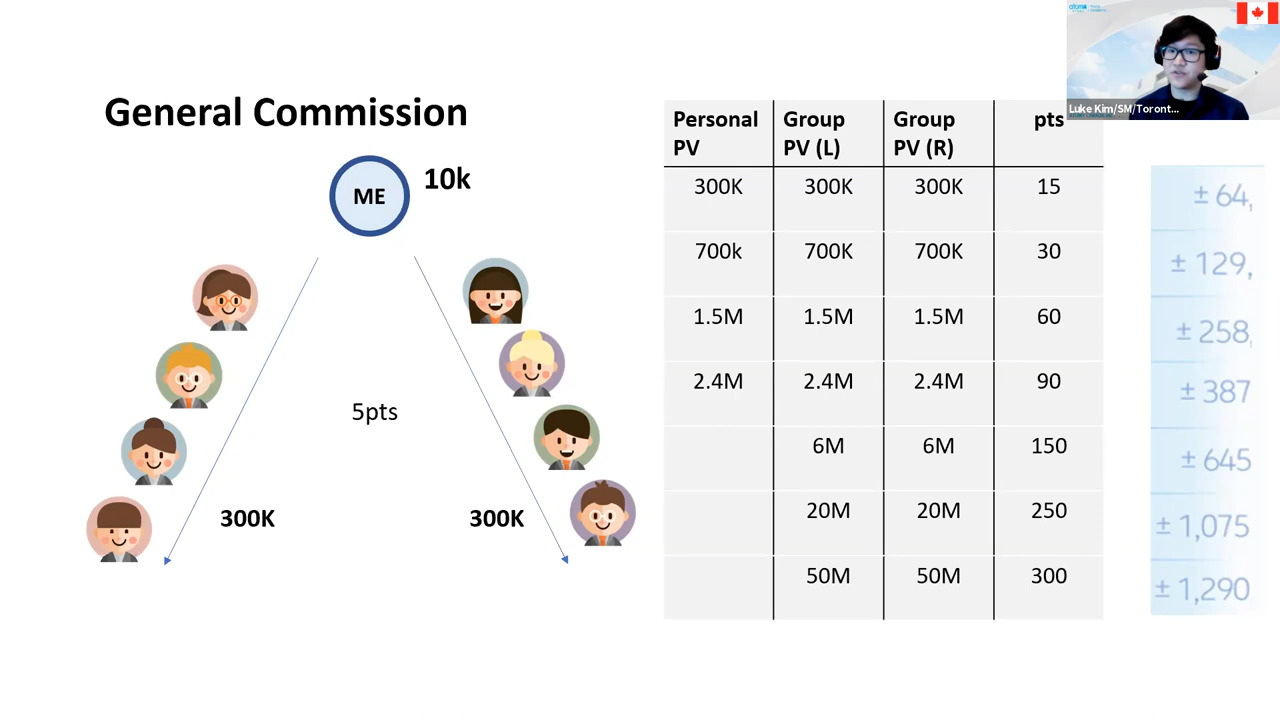 Luke Kim/SM/Toront...
General Commission
ME
10k
5pts
300K
300K
Personal PV Group PV (L) Group PV (R) pts
300K 300K 300K 15
700k 700K 700K 30
1.5M 1.5M 1.5M 60
2.4M 2.4M 2.4M 90
6M 6M 150
20M 20M 250
50M 50M 300
± 64,
± 129,
± 258,
± 387
± 645
± 1,075
± 1,290